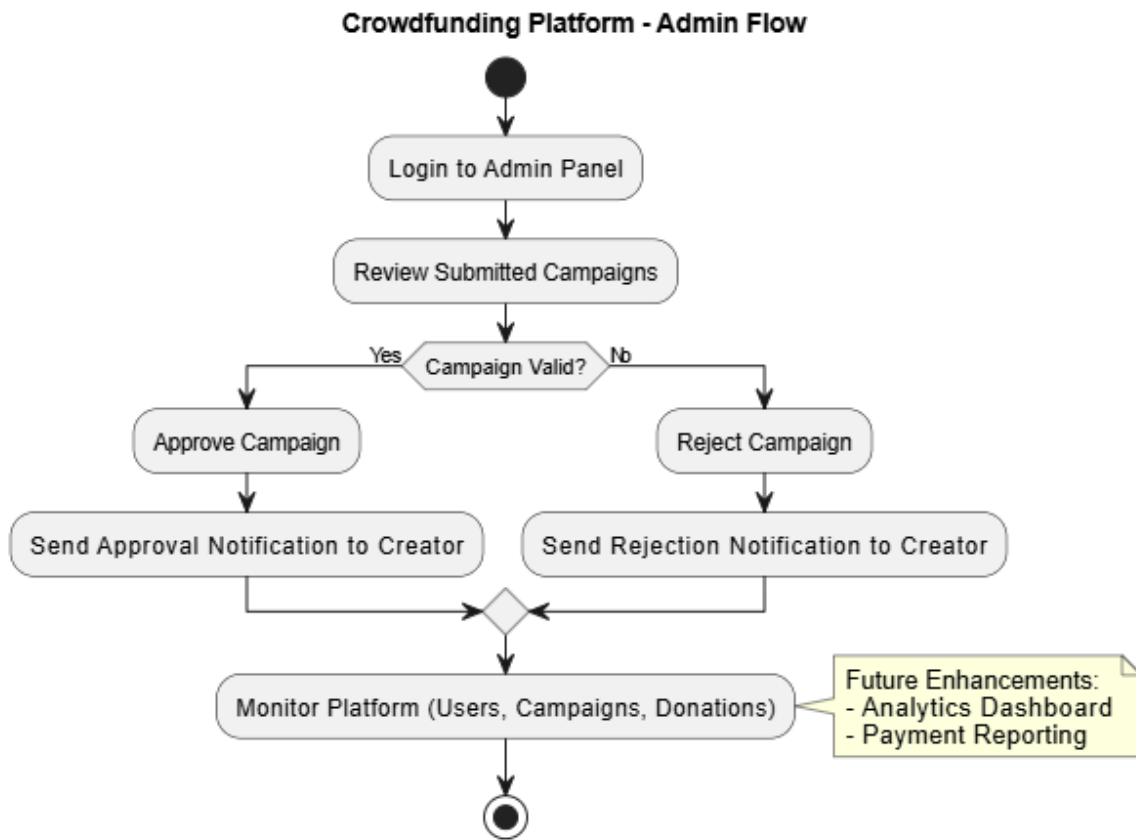 Crowdfunding Platform - Admin Flow
Login to Admin Panel
Review Submitted Campaigns
Yes
Campaign Valid?
No
Approve Campaign
Reject Campaign
Send Approval Notification to Creator
Send Rejection Notification to Creator
Monitor Platform (Users, Campaigns, Donations)
Future Enhancements:
- Analytics Dashboard
- Payment Reporting